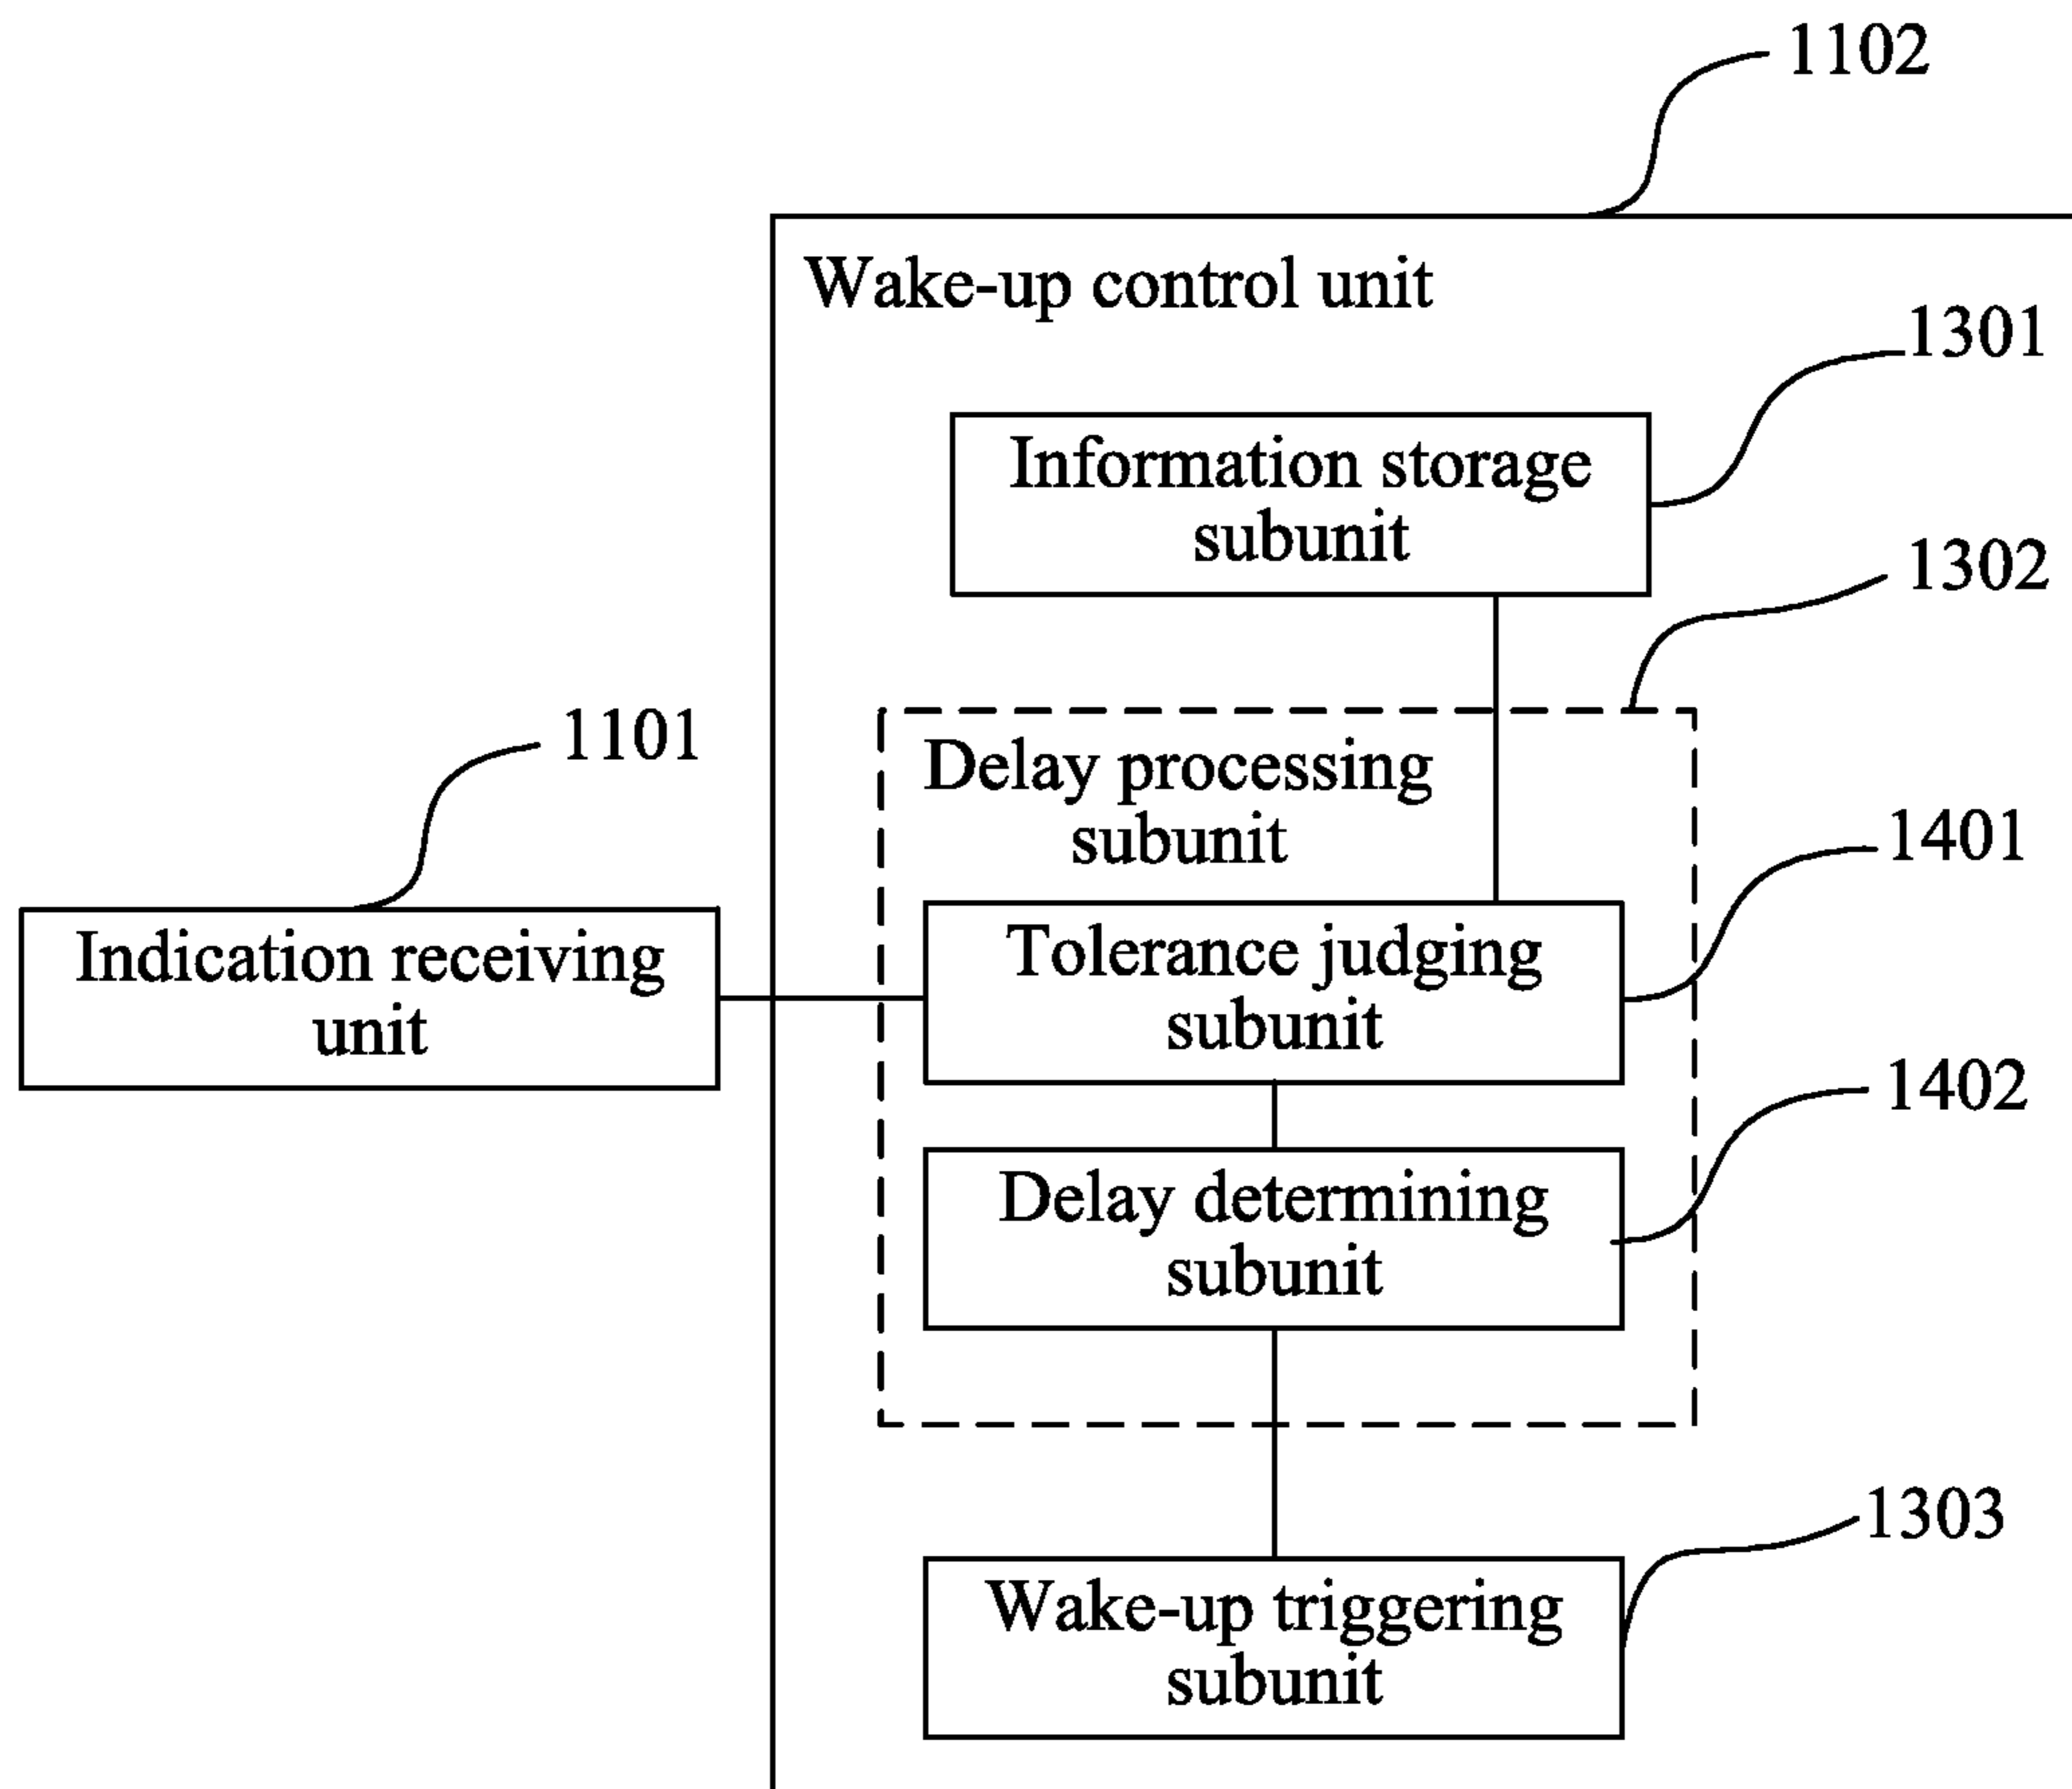 1102
Wake-up control unit
1301
Information storage
subunit
1302
1101
Delay processing
subunit
1401
Indication receiving
unit
Tolerance judging
subunit
1402
Delay determining
subunit
1303
Wake-up triggering
subunit